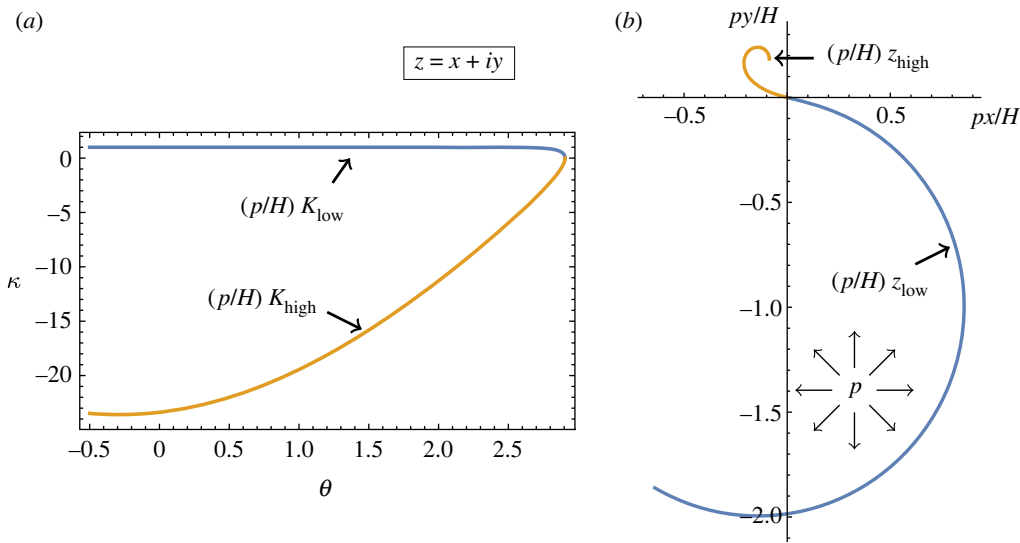 (a)
z = x + iy
0
−5
−10
−15
−20
κ
(p/H) K_low
(p/H) K_high
−0.5 0 0.5 1.0 1.5 2.0 2.5
θ
(b)
py/H
(p/H) z_high
−0.5 0.5
px/H
−0.5
(p/H) z_low
−1.0
p
−1.5
−2.0